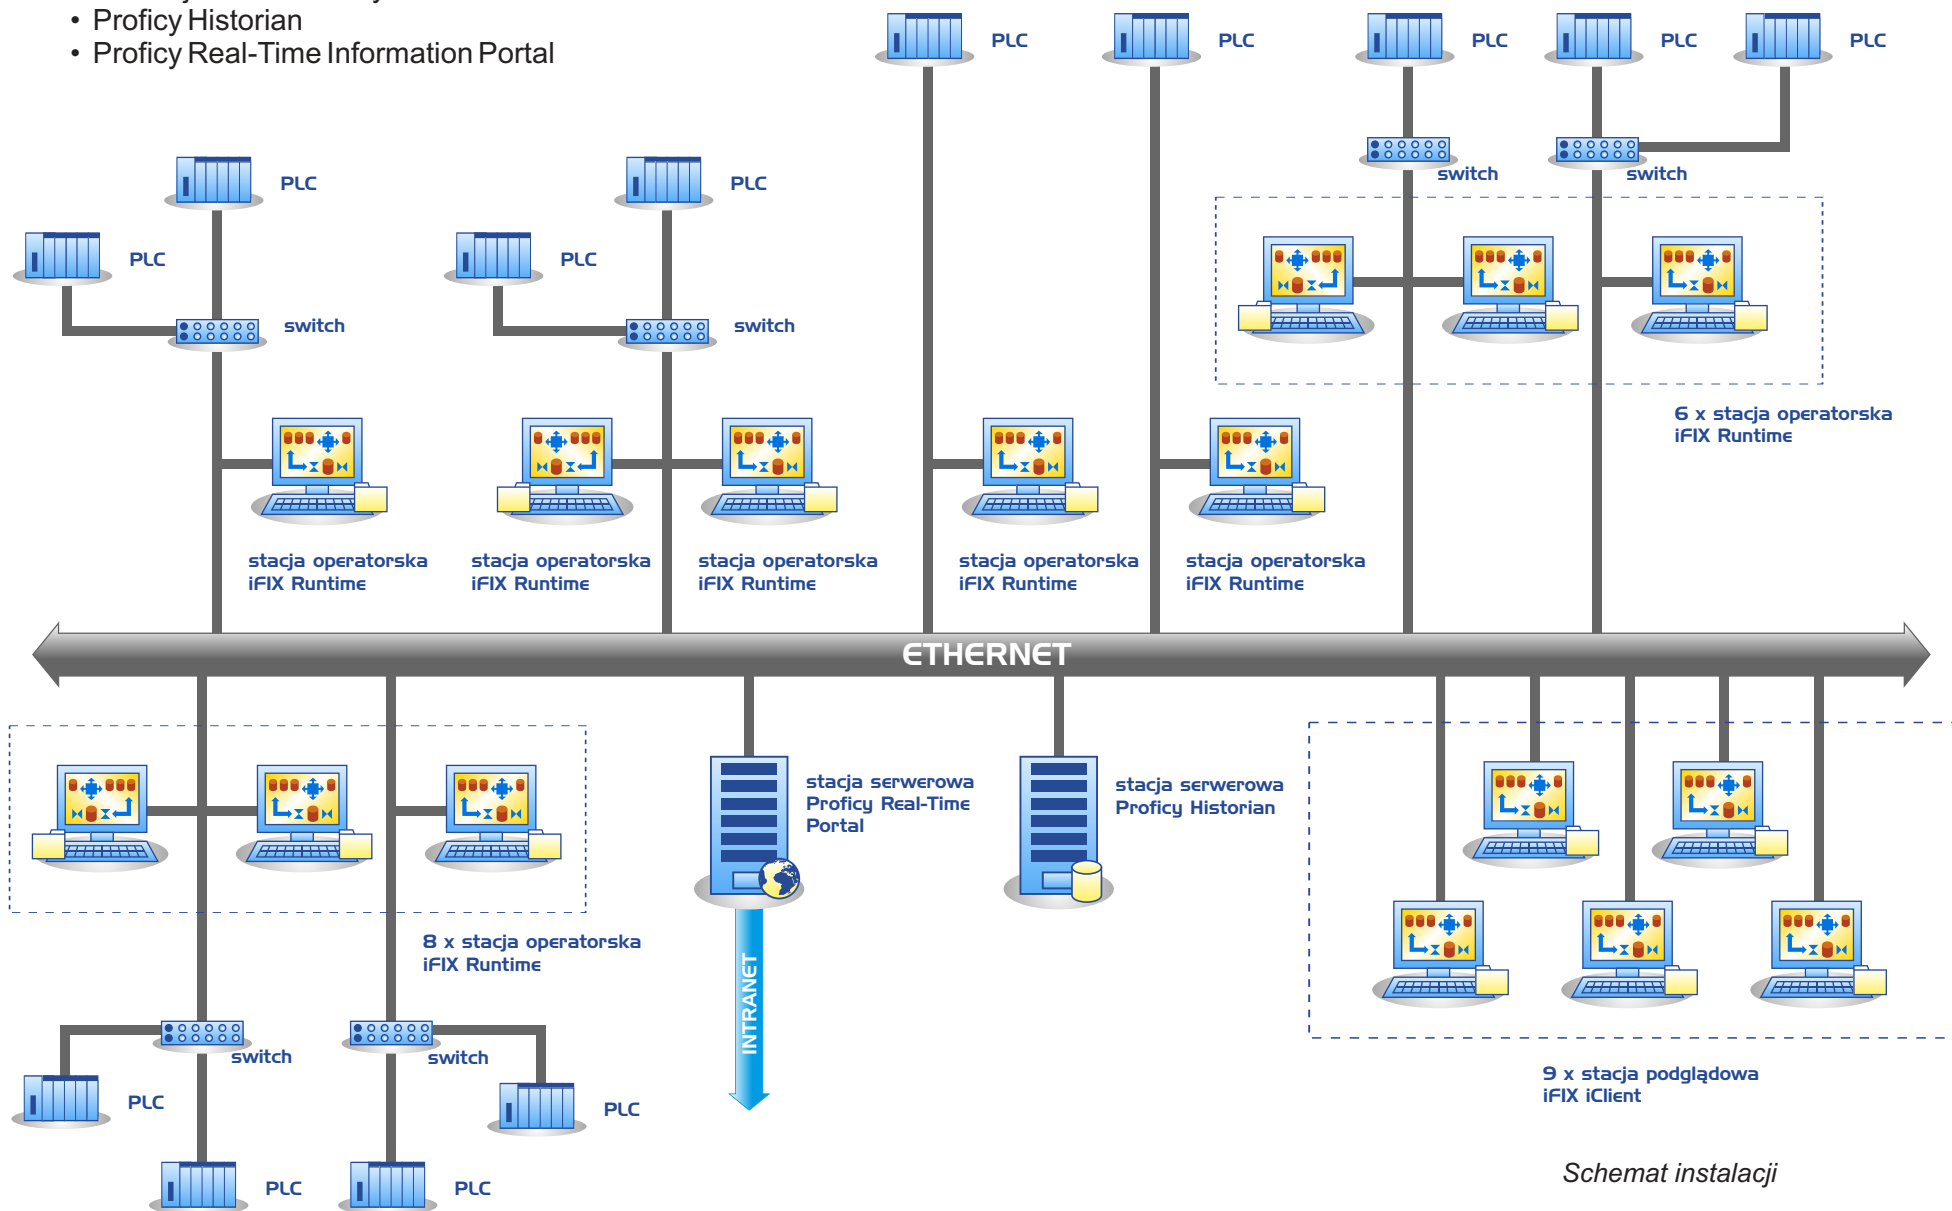 • Proficy Historian
• Proficy Real-Time Information Portal
PLC
PLC
PLC
PLC
PLC
switch
switch
PLC
PLC
PLC
PLC
switch
switch
6 x stacja operatorska
iFIX Runtime
stacja operatorska
iFIX Runtime
stacja operatorska
iFIX Runtime
stacja operatorska
iFIX Runtime
stacja operatorska
iFIX Runtime
stacja operatorska
iFIX Runtime
ETHERNET
stacja serwerowa
Proficy Real-Time
Portal
stacja serwerowa
Proficy Historian
8 x stacja operatorska
iFIX Runtime
INTRANET
switch
switch
PLC
PLC
PLC
PLC
9 x stacja podglądowa
iFIX iClient
Schemat instalacji